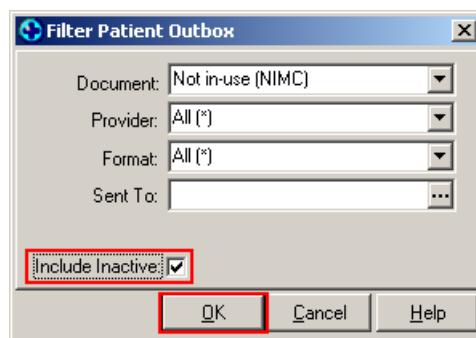 Filter Patient Outbox
Document: Not in-use (NIMC)
Provider: All (*)
Format: All (*)
Sent To: ...
Include Inactive:
OK Cancel Help